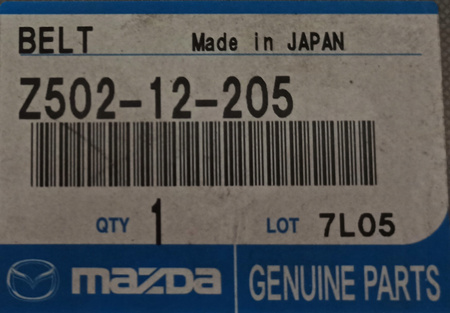 BELT Made in JAPAN
Z502-12-205
QTY 1 LOT 7L05
mazda GENUINE PARTS